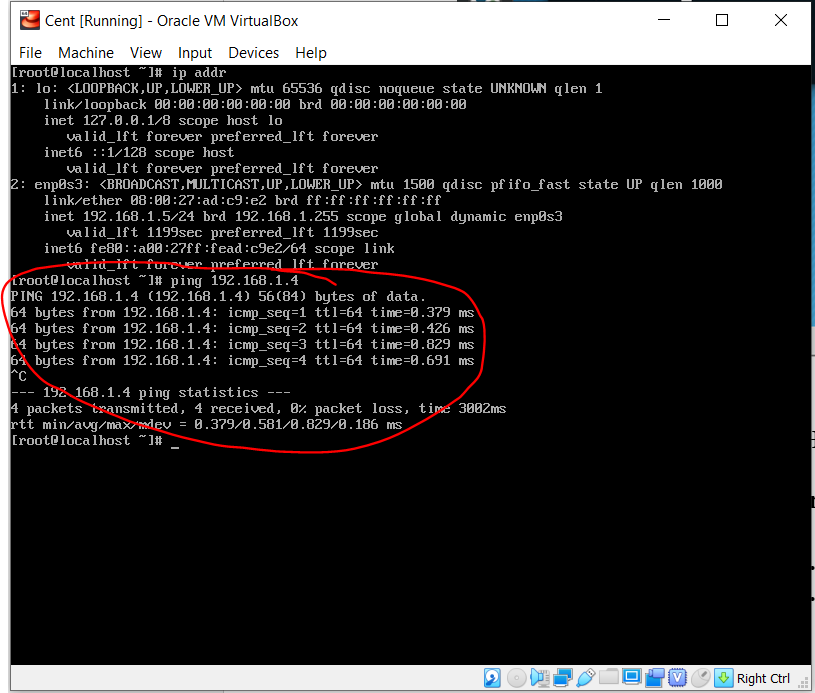 Cent [Running] - Oracle VM VirtualBox
File Machine View Input Devices Help
[root@localhost ~]# ip addr
1: lo: <LOOPBACK,UP,LOWER_UP> mtu 65536 qdisc noqueue state UNKNOWN qlen 1
    link/loopback 00:00:00:00:00:00 brd 00:00:00:00:00:00
    inet 127.0.0.1/8 scope host lo
       valid_lft forever preferred_lft forever
    inet6 ::1/128 scope host
       valid_lft forever preferred_lft forever
2: enp0s3: <BROADCAST,MULTICAST,UP,LOWER_UP> mtu 1500 qdisc pfifo_fast state UP qlen 1000
    link/ether 08:00:27:ad:c9:e2 brd ff:ff:ff:ff:ff:ff
    inet 192.168.1.5/24 brd 192.168.1.255 scope global dynamic enp0s3
       valid_lft 1199sec preferred_lft 1199sec
    inet6 fe80::a00:27ff:fead:c9e2/64 scope link
       valid_lft forever preferred_lft forever
[root@localhost ~]# ping 192.168.1.4
PING 192.168.1.4 (192.168.1.4) 56(84) bytes of data.
64 bytes from 192.168.1.4: icmp_seq=1 ttl=64 time=0.379 ms
64 bytes from 192.168.1.4: icmp_seq=2 ttl=64 time=0.426 ms
64 bytes from 192.168.1.4: icmp_seq=3 ttl=64 time=0.829 ms
64 bytes from 192.168.1.4: icmp_seq=4 ttl=64 time=0.691 ms
^C
--- 192.168.1.4 ping statistics ---
4 packets transmitted, 4 received, 0% packet loss, time 3002ms
rtt min/avg/max/mdev = 0.379/0.581/0.829/0.186 ms
[root@localhost ~]# _
Right Ctrl